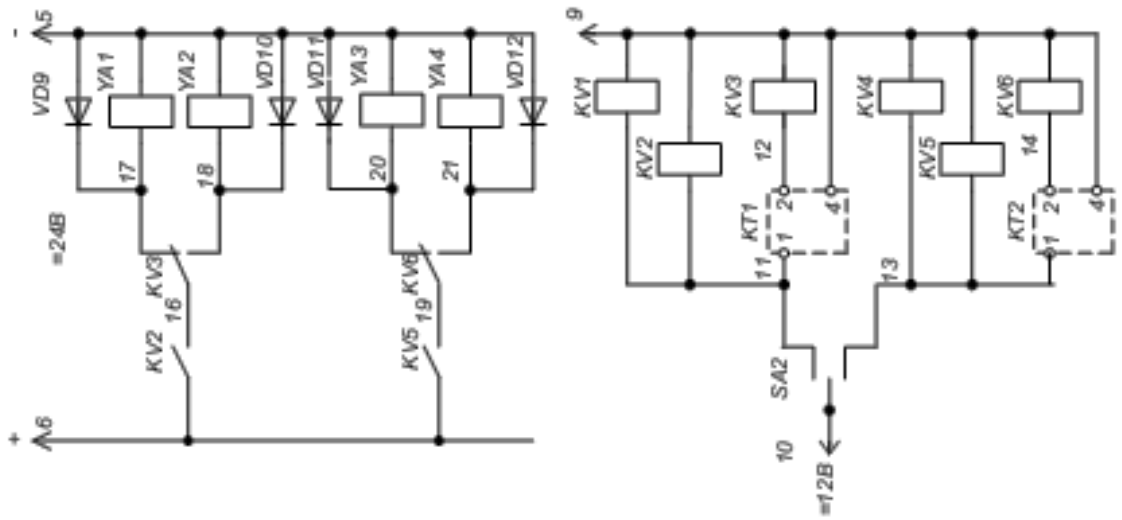 -
5
9
VD9
YA1
YA2
VD10
VD11
YA3
YA4
VD12
KV1
KV2
KV3
KV4
KV5
KV6
17
18
20
21
12
14
=24В
KT1
1
2
4
KT2
1
2
4
KV3
16
KV2
KV6
19
KV5
11
13
SA2
+
6
10
=12В